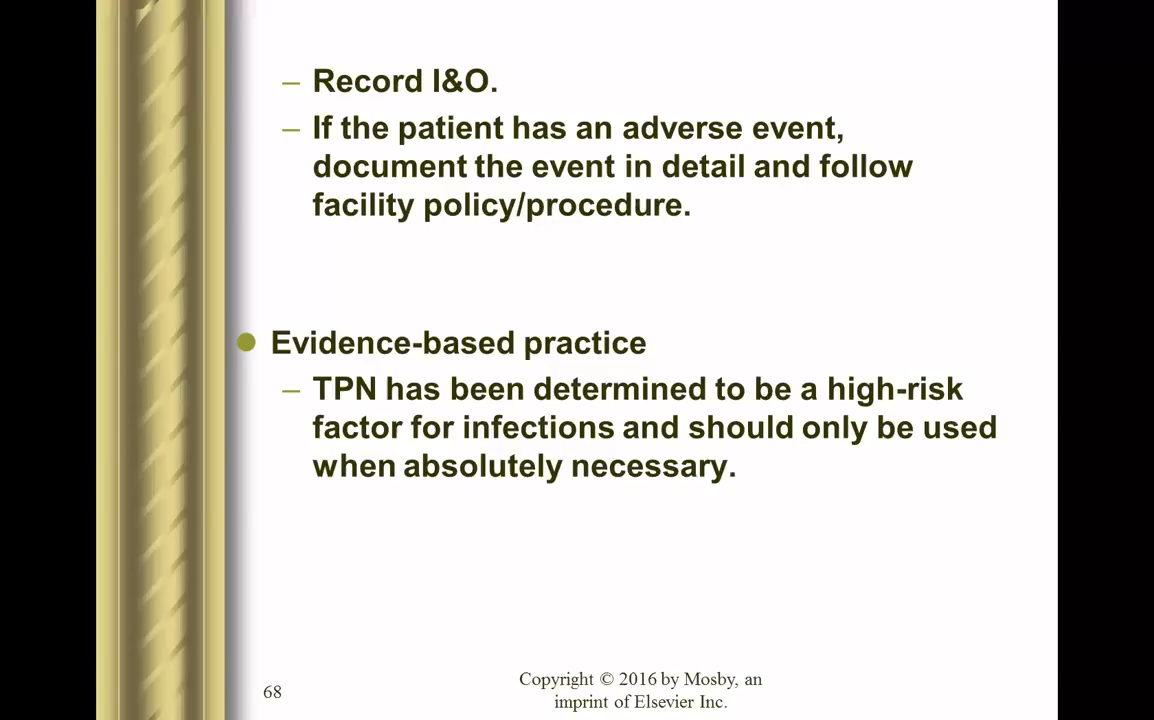 – Record I&O.
– If the patient has an adverse event,
document the event in detail and follow
facility policy/procedure.
● Evidence-based practice
– TPN has been determined to be a high-risk
factor for infections and should only be used
when absolutely necessary.
68
Copyright © 2016 by Mosby, an
imprint of Elsevier Inc.